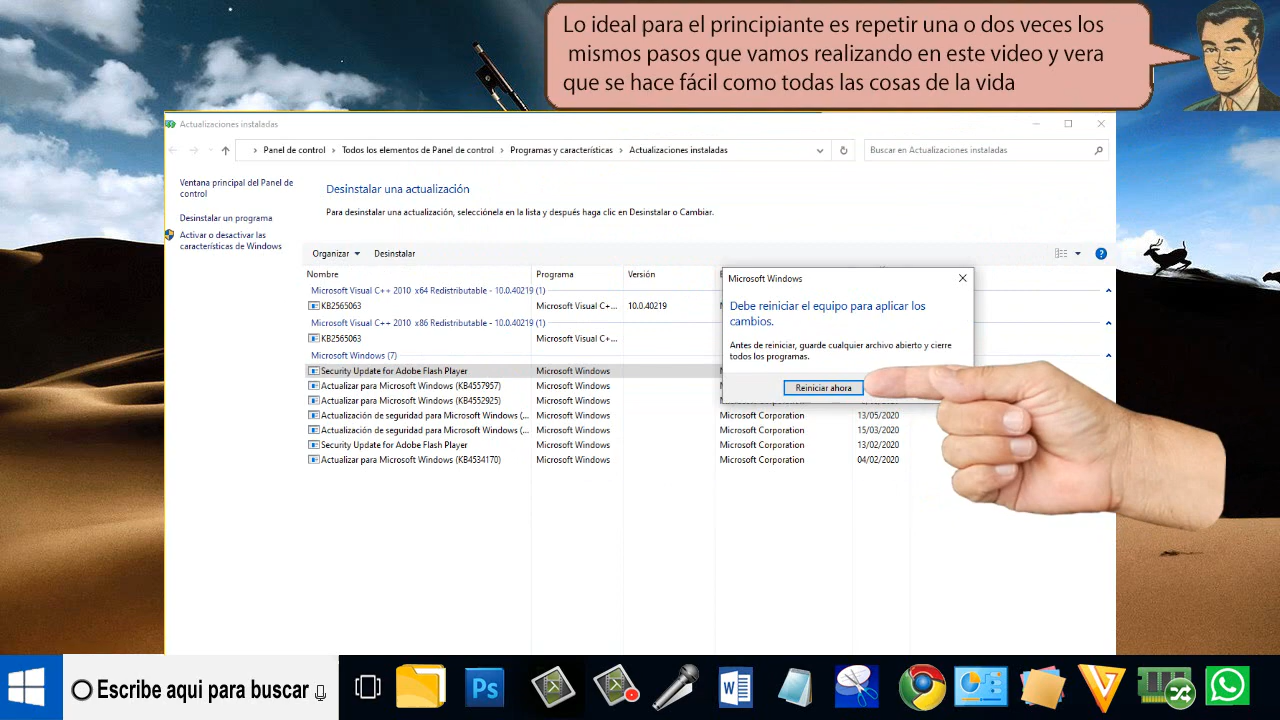 Lo ideal para el principiante es repetir una o dos veces los
mismos pasos que vamos realizando en este video y vera
que se hace fácil como todas las cosas de la vida
Actualizaciones instaladas
Panel de control > Todos los elementos de Panel de control > Programas y características > Actualizaciones instaladas
Buscar en Actualizaciones instaladas
Ventana principal del Panel de
control
Desinstalar un programa
Activar o desactivar las
características de Windows
Desinstalar una actualización
Para desinstalar una actualización, selecciónela en la lista y después haga clic en Desinstalar o Cambiar.
Organizar Desinstalar
Nombre Programa Versión
Microsoft Visual C++ 2010 x64 Redistributable - 10.0.40219 (1)
KB2565063 Microsoft Visual C++... 10.0.40219
Microsoft Visual C++ 2010 x86 Redistributable - 10.0.40219 (1)
KB2565063 Microsoft Visual C++...
Microsoft Windows (7)
Security Update for Adobe Flash Player Microsoft Windows
Actualizar para Microsoft Windows (KB4557957) Microsoft Windows
Actualizar para Microsoft Windows (KB4552925) Microsoft Windows
Actualización de seguridad para Microsoft Windows (... Microsoft Windows Microsoft Corporation 13/05/2020
Actualización de seguridad para Microsoft Windows (... Microsoft Windows Microsoft Corporation 15/03/2020
Security Update for Adobe Flash Player Microsoft Windows Microsoft Corporation 13/02/2020
Actualizar para Microsoft Windows (KB4534170) Microsoft Windows Microsoft Corporation 04/02/2020
Microsoft Windows
Debe reiniciar el equipo para aplicar los
cambios.
Antes de reiniciar, guarde cualquier archivo abierto y cierre
todos los programas.
Reiniciar ahora
Escribe aqui para buscar
Ps
W